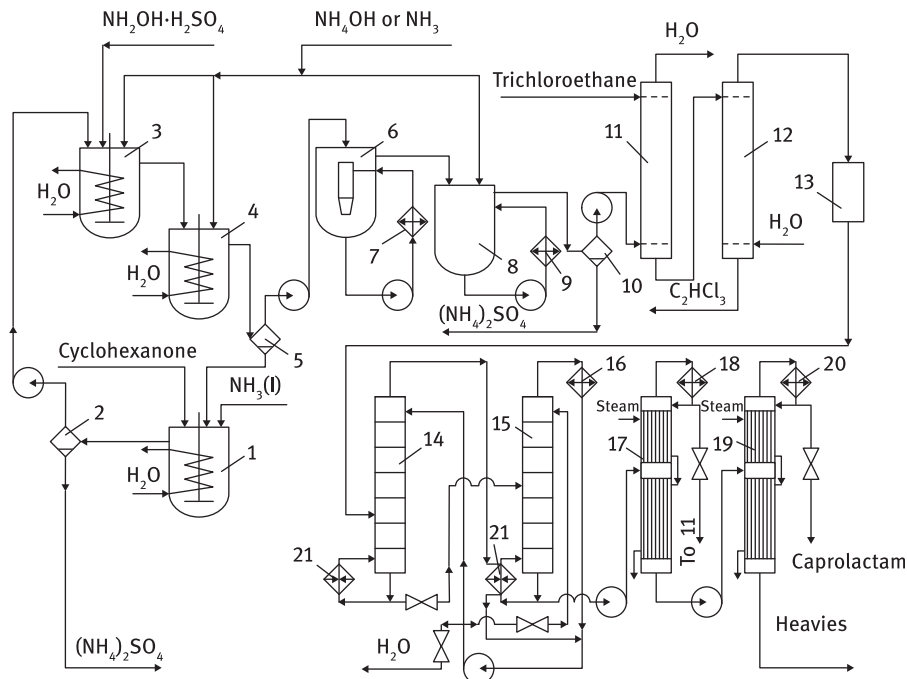 NH₂OH·H₂SO₄
NH₄OH or NH₃
H₂O
Trichloroethane
3
6
11
12
13
H₂O
4
7
8
9
10
H₂O
H₂O
C₂HCl₃
(NH₄)₂SO₄
5
Cyclohexanone
NH₃(l)
2
1
H₂O
14
15
16
18
20
Steam
Steam
17
19
21
21
To 11
Caprolactam
Heavies
(NH₄)₂SO₄
H₂O